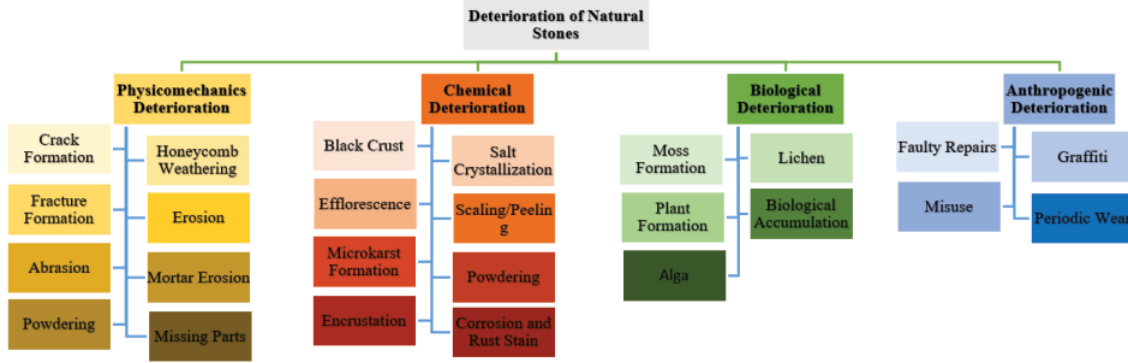 Deterioration of Natural
Stones
Physicomechanics
Deterioration
Crack
Formation
Honeycomb
Weathering
Fracture
Formation
Erosion
Abrasion
Mortar Erosion
Powdering
Missing Parts
Chemical
Deterioration
Black Crust
Salt
Crystallization
Efflorescence
Scaling/Peelin
g
Microkarst
Formation
Powdering
Encrustation
Corrosion and
Rust Stain
Biological
Deterioration
Moss
Formation
Lichen
Plant
Formation
Biological
Accumulation
Alga
Anthropogenic
Deterioration
Faulty Repairs
Graffiti
Misuse
Periodic Wear